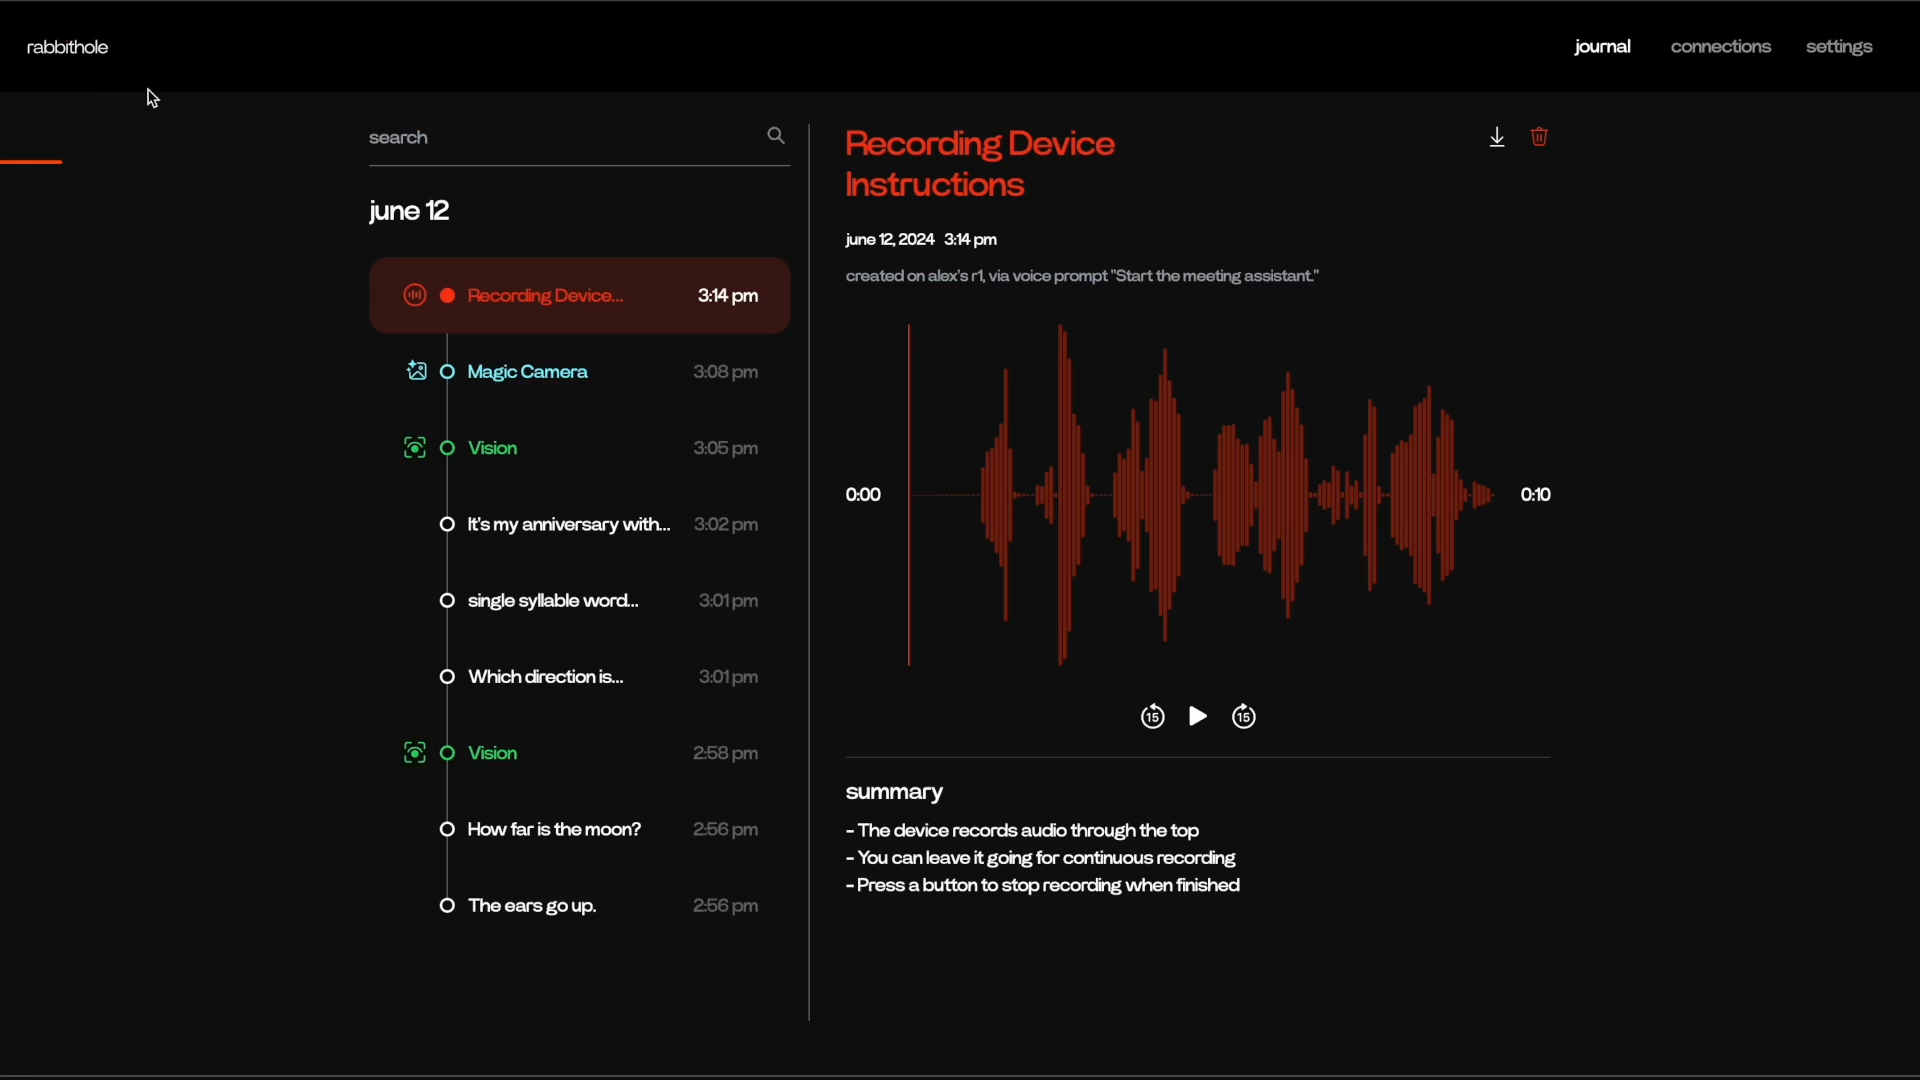 rabbithole
journal
connections
settings
search
june 12
Recording Device... 3:14 pm
Magic Camera 3:08 pm
Vision 3:05 pm
It's my anniversary with... 3:02 pm
single syllable word... 3:01 pm
Which direction is... 3:01 pm
Vision 2:58 pm
How far is the moon? 2:56 pm
The ears go up. 2:56 pm
Recording Device
Instructions
june 12, 2024 3:14 pm
created on alex's r1, via voice prompt "Start the meeting assistant."
0:00
0:10
15
15
summary
- The device records audio through the top
- You can leave it going for continuous recording
- Press a button to stop recording when finished